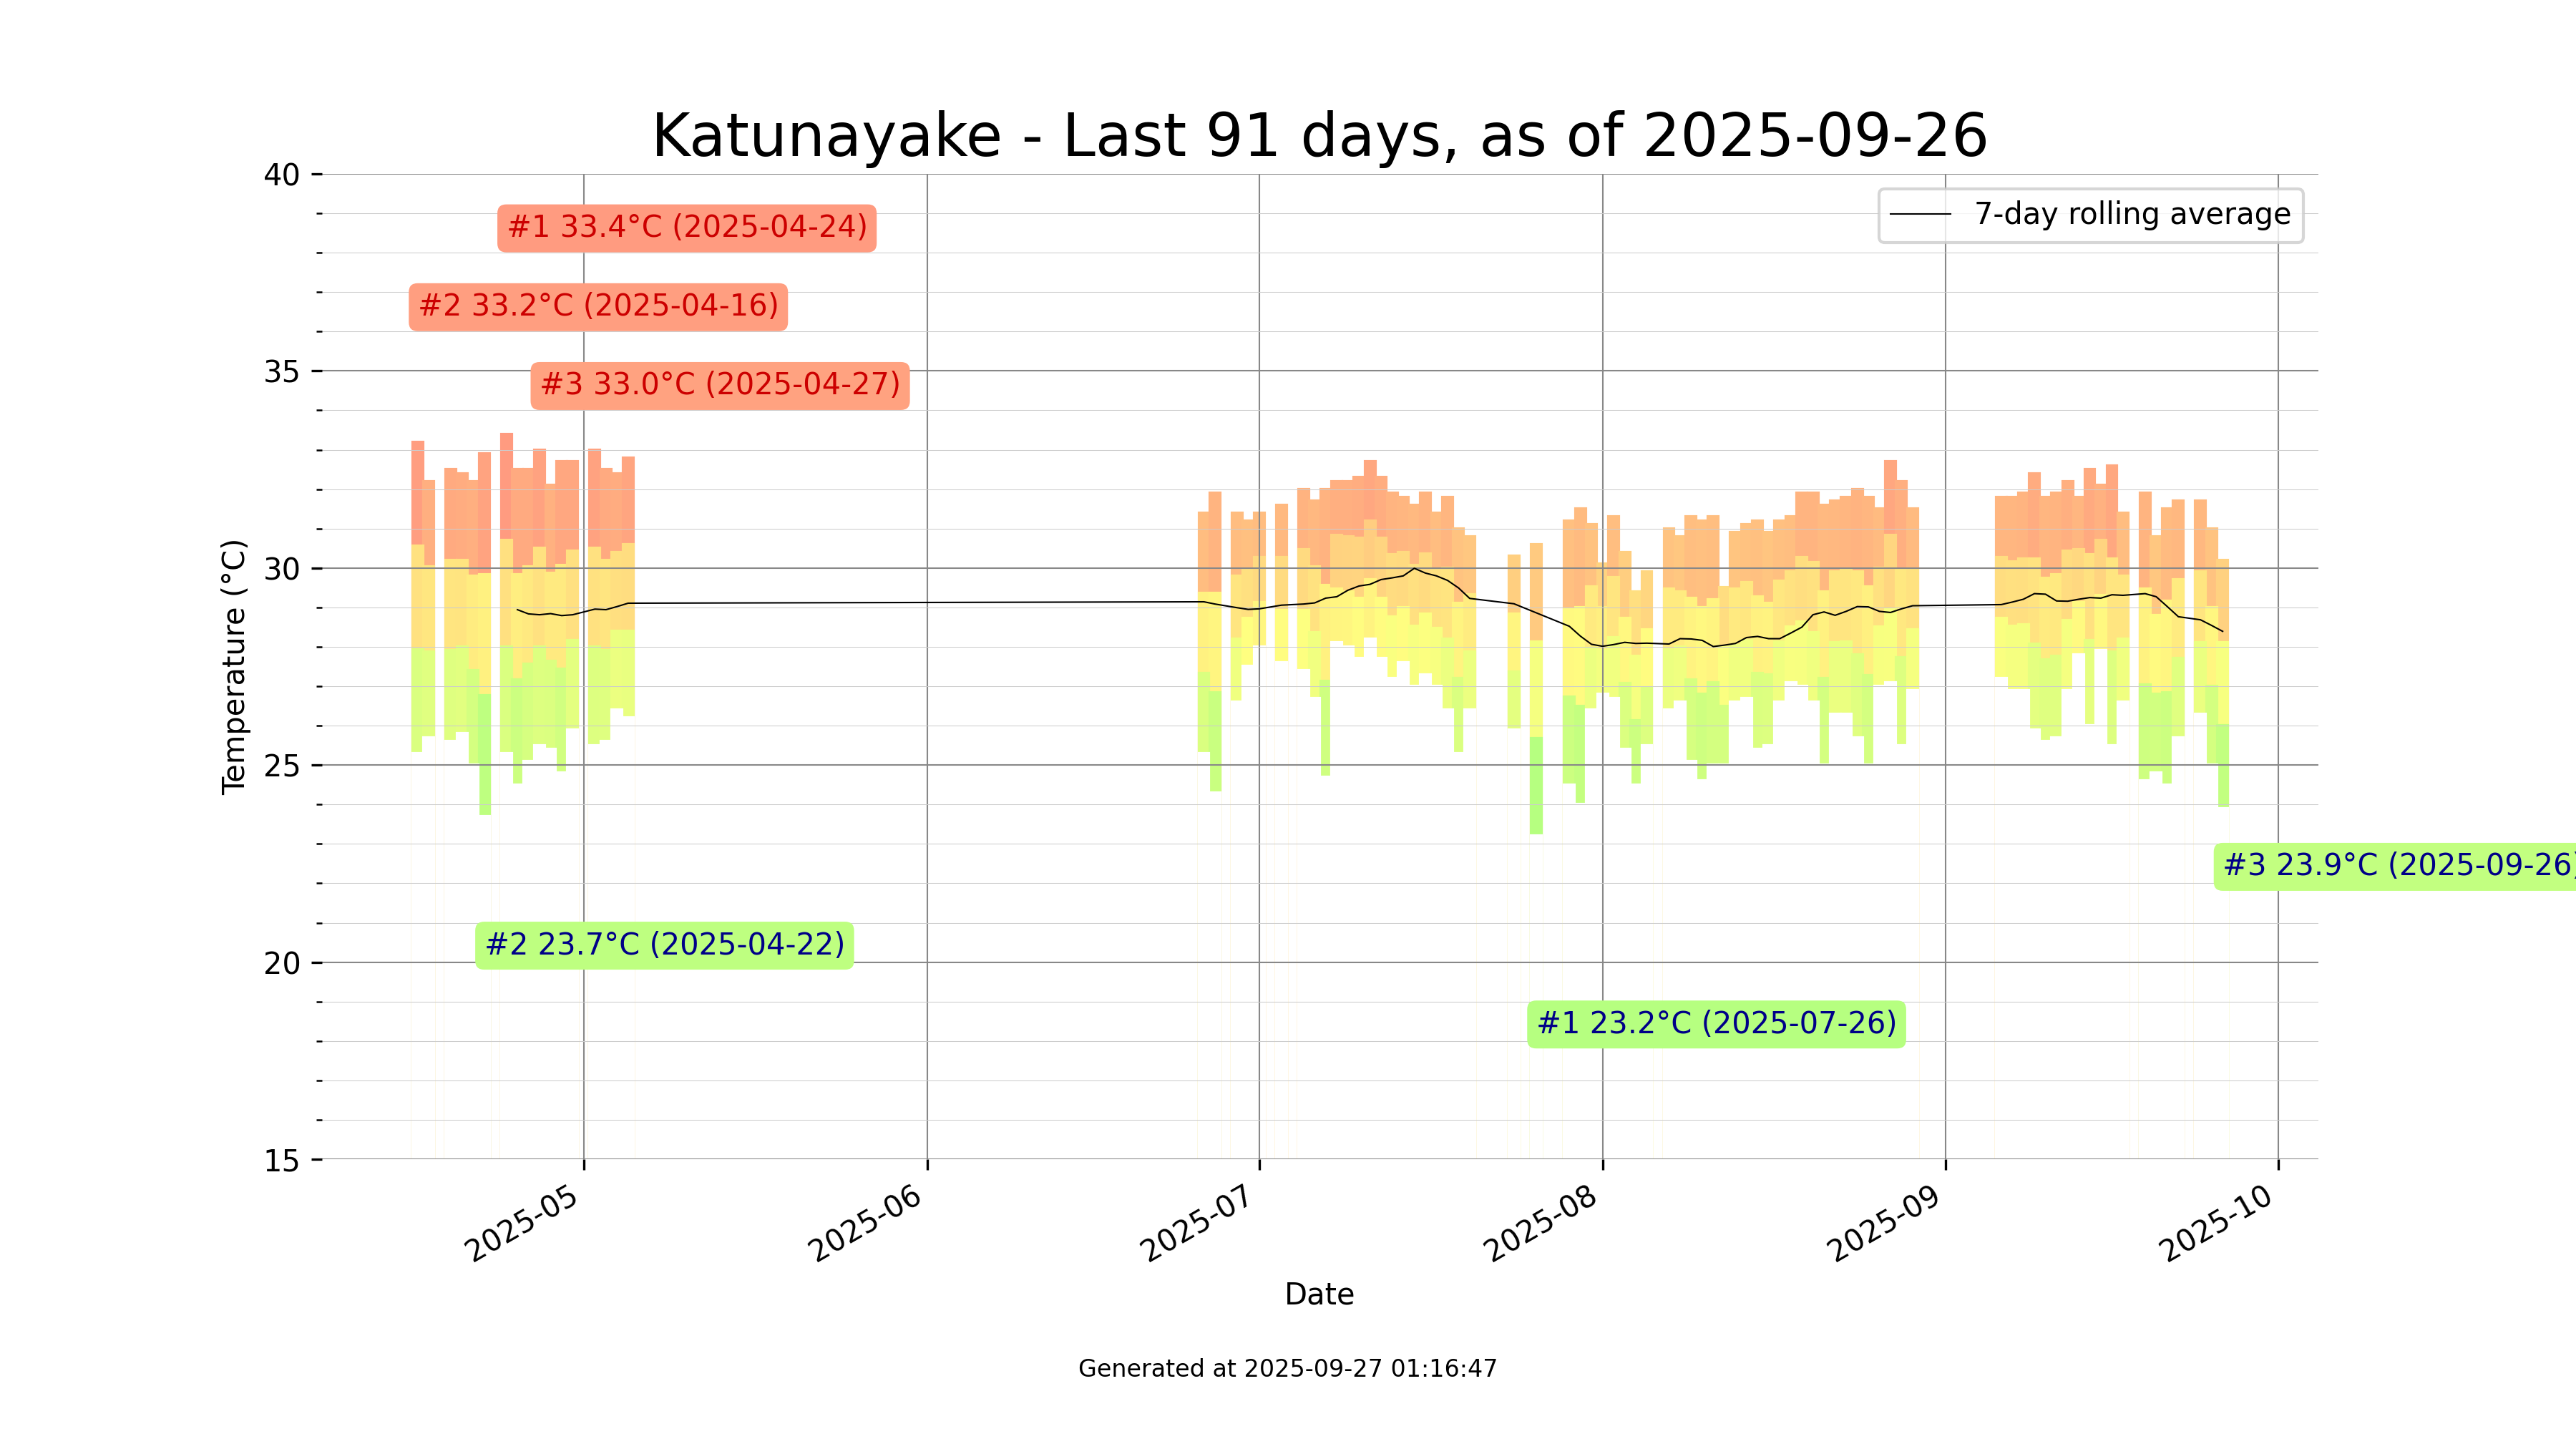 Katunayake - Last 91 days, as of 2025-09-26
40
7-day rolling average
#1 33.4°C (2025-04-24)
#2 33.2°C (2025-04-16)
35
#3 33.0°C (2025-04-27)
30
Temperature (°C)
25
#3 23.9°C (2025-09-26)
#2 23.7°C (2025-04-22)
20
#1 23.2°C (2025-07-26)
15
2025-05
2025-06
2025-07
2025-08
2025-09
2025-10
Date
Generated at 2025-09-27 01:16:47